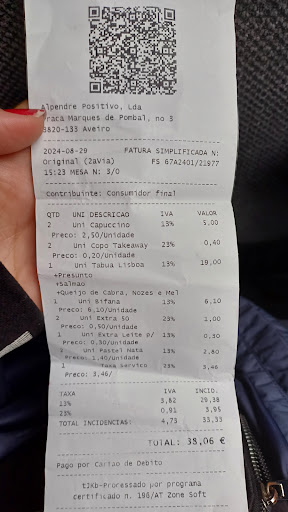 Alpendre Positivo, Lda
Praca Marques de Pombal, no 3
3820-133 Aveiro
2024-08-29 FATURA SIMPLIFICADA N:
Original (2aVia) FS 67A2401/21977
15:23 MESA N: 3/0
Contribuinte: Consumidor final
QTD UNI DESCRICAO IVA VALOR
2 Uni Capuccino 13% 5,00
Preco: 2,50/Unidade
2 Uni Copo Takeaway 23% 0,40
Preco: 0,20/Unidade
1 Uni Tabua Lisboa 13% 19,00
+Presunto
+Salmao
+Queijo de Cabra, Nozes e Mel
1 Uni Bifana 13% 6,10
Preco: 6,10/Unidade
2 Uni Extra 50 23% 1,00
Preco: 0,50/Unidade
1 Uni Extra Leite 13% 0,30
Preco: 0,30/Unidade
2 Uni Pastel Nata 13% 2,80
Preco: 1,40/Unidade
1 Taxa Servico 23% 3,46
Preco: 3,46/
TAXA IVA INCID.
13% 3,82 29,38
23% 0,91 3,95
TOTAL INCIDENCIAS: 4,73 33,33
TOTAL: 38,06 €
Pago por Cartao de Debito
tJKb-Processado por programa
certificado n. 196/AT Zone Soft